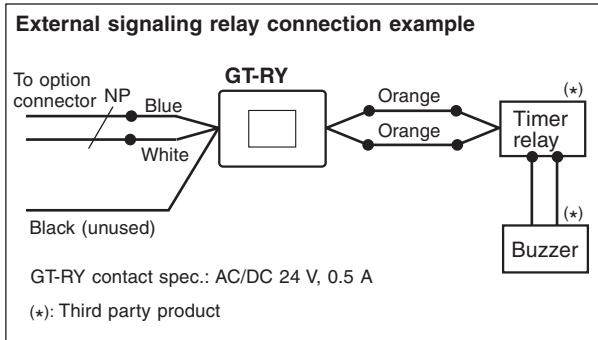 External signaling relay connection example
GT-RY
To option
connector
NP
Blue
White
Black (unused)
Orange
Orange
(*)
Timer
relay
(*)
Buzzer
GT-RY contact spec.: AC/DC 24 V, 0.5 A
(*): Third party product